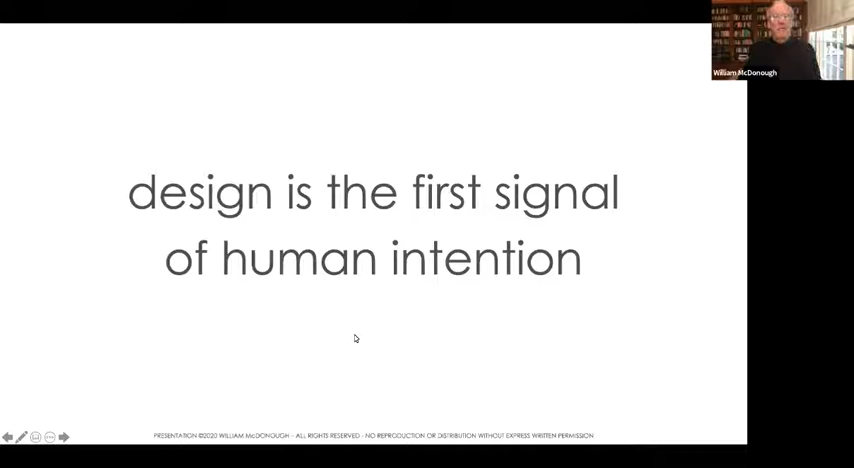 William McDonough
design is the first signal
of human intention
PRESENTATION ©2020 WILLIAM McDONOUGH - ALL RIGHTS RESERVED - NO REPRODUCTION OR DISTRIBUTION WITHOUT EXPRESS WRITTEN PERMISSION